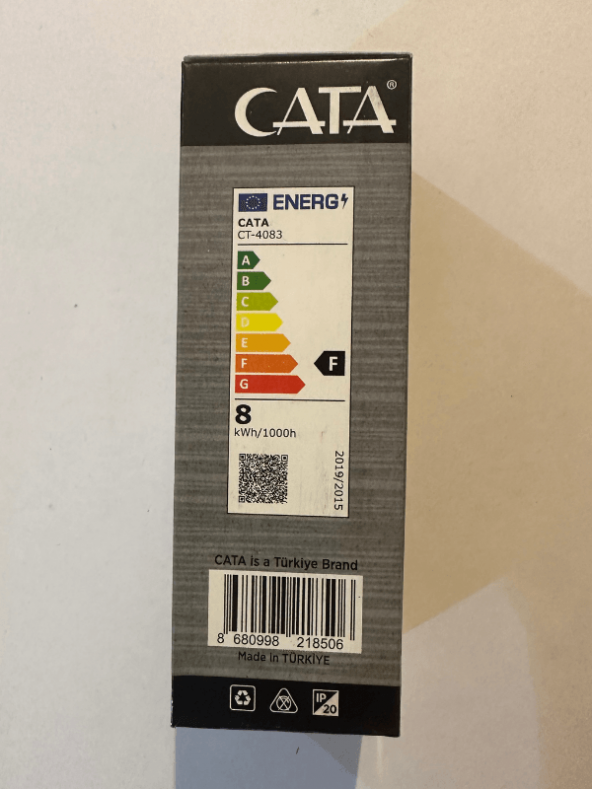 CATA®
ENERG
CATA
CT-4083
A
B
C
D
E
F
F
G
8
kWh/1000h
2019/2015
CATA is a Türkiye Brand
8 680998 218506
Made in TÜRKİYE
IP
20